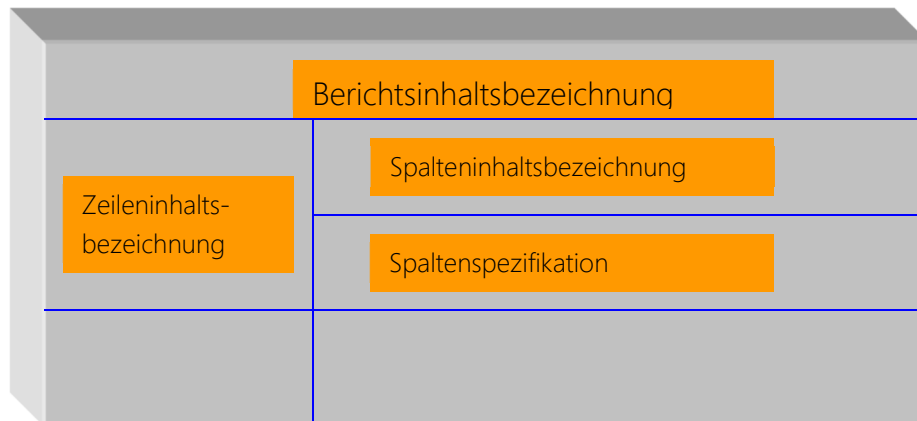 Berichtsinhaltsbezeichnung
Spalteninhaltsbezeichnung
Zeileninhalts-
bezeichnung
Spaltenspezifikation